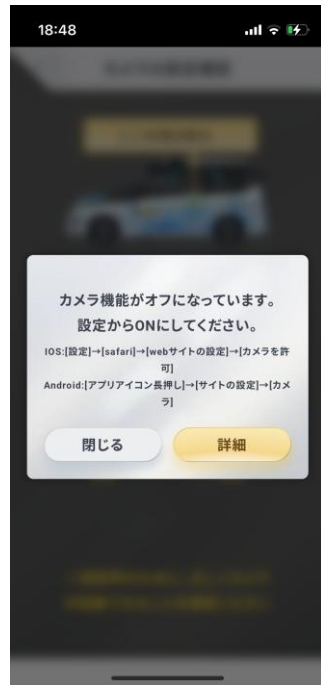 18:48
カメラ機能がオフになっています。
設定からONにしてください。
IOS:[設定]→[safari]→[webサイトの設定]→[カメラを許
可]
Android:[アプリアイコン長押し]→[サイトの設定]→[カメ
ラ]
閉じる
詳細